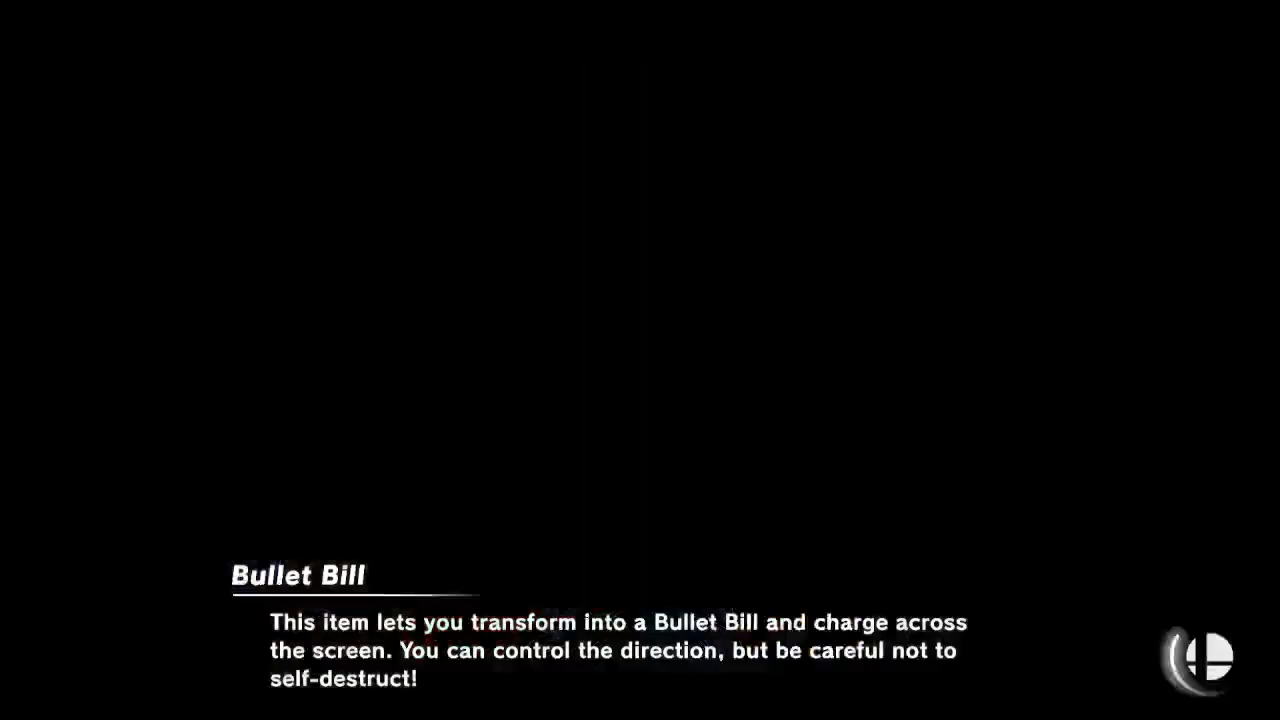 Bullet Bill
This item lets you transform into a Bullet Bill and charge across
the screen. You can control the direction, but be careful not to
self-destruct!